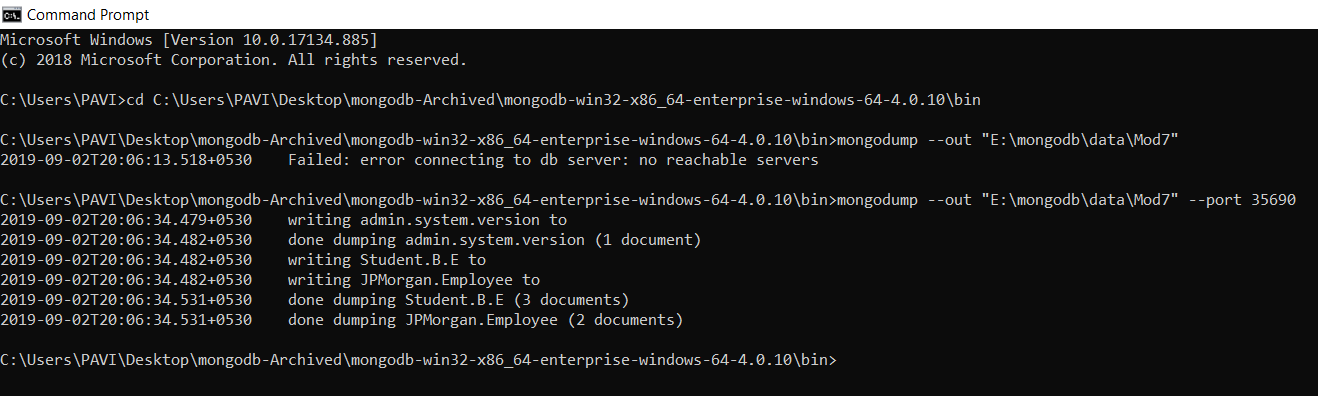 Command Prompt
Microsoft Windows [Version 10.0.17134.885]
(c) 2018 Microsoft Corporation. All rights reserved.
C:\Users\PAVI>cd C:\Users\PAVI\Desktop\mongodb-Archived\mongodb-win32-x86_64-enterprise-windows-64-4.0.10\bin
C:\Users\PAVI\Desktop\mongodb-Archived\mongodb-win32-x86_64-enterprise-windows-64-4.0.10\bin>mongodump --out "E:\mongodb\data\Mod7"
2019-09-02T20:06:13.518+0530    Failed: error connecting to db server: no reachable servers
C:\Users\PAVI\Desktop\mongodb-Archived\mongodb-win32-x86_64-enterprise-windows-64-4.0.10\bin>mongodump --out "E:\mongodb\data\Mod7" --port 35690
2019-09-02T20:06:34.479+0530    writing admin.system.version to
2019-09-02T20:06:34.482+0530    done dumping admin.system.version (1 document)
2019-09-02T20:06:34.482+0530    writing Student.B.E to
2019-09-02T20:06:34.482+0530    writing JPMorgan.Employee to
2019-09-02T20:06:34.531+0530    done dumping Student.B.E (3 documents)
2019-09-02T20:06:34.531+0530    done dumping JPMorgan.Employee (2 documents)
C:\Users\PAVI\Desktop\mongodb-Archived\mongodb-win32-x86_64-enterprise-windows-64-4.0.10\bin>